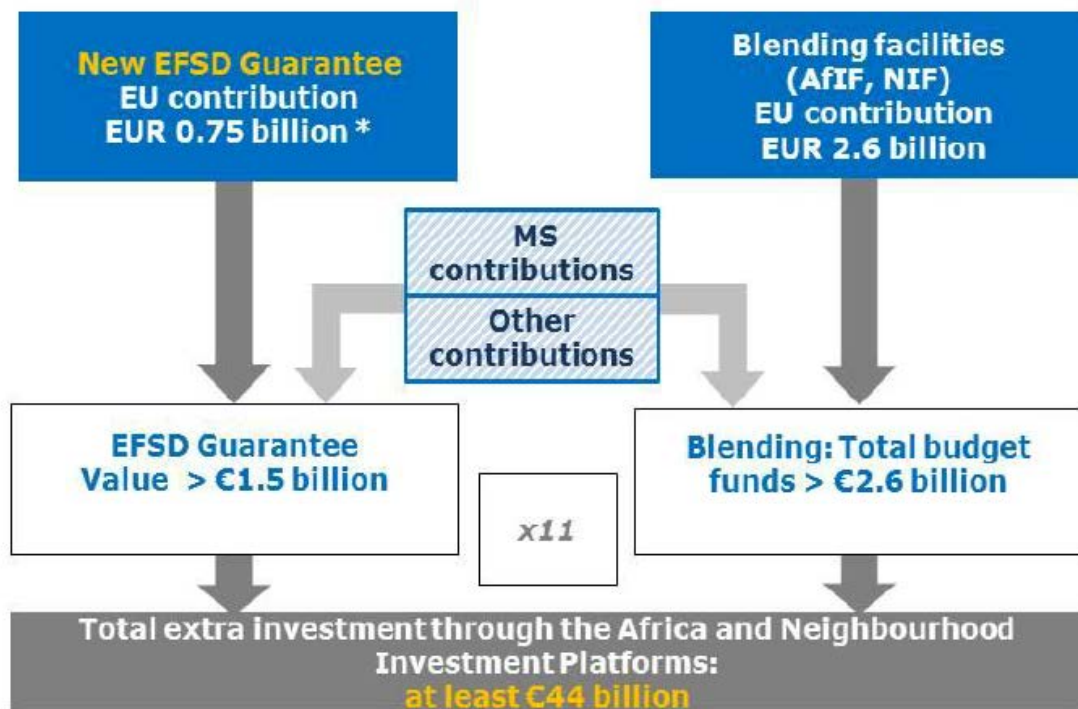 New EFSD Guarantee
EU contribution
EUR 0.75 billion *
Blending facilities
(AfIF, NIF)
EU contribution
EUR 2.6 billion
MS
contributions
Other
contributions
EFSD Guarantee
Value > €1.5 billion
x11
Blending: Total budget
funds > €2.6 billion
Total extra investment through the Africa and Neighbourhood
Investment Platforms:
at least €44 billion